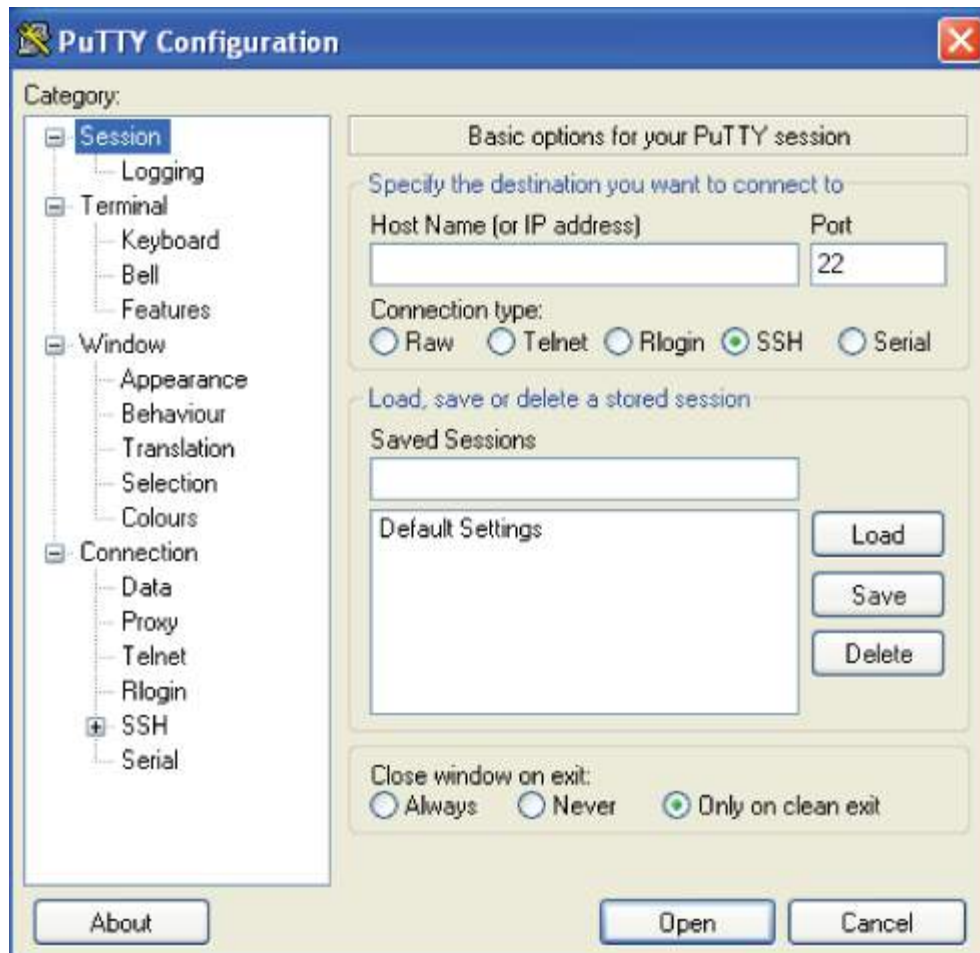 PuTTY Configuration
Category:
Session
Logging
Terminal
Keyboard
Bell
Features
Window
Appearance
Behaviour
Translation
Selection
Colours
Connection
Data
Proxy
Telnet
Rlogin
SSH
Serial
Basic options for your PuTTY session
Specify the destination you want to connect to
Host Name (or IP address) Port
22
Connection type:
Raw Telnet Rlogin SSH Serial
Load, save or delete a stored session
Saved Sessions
Default Settings
Load
Save
Delete
Close window on exit:
Always Never Only on clean exit
About Open Cancel